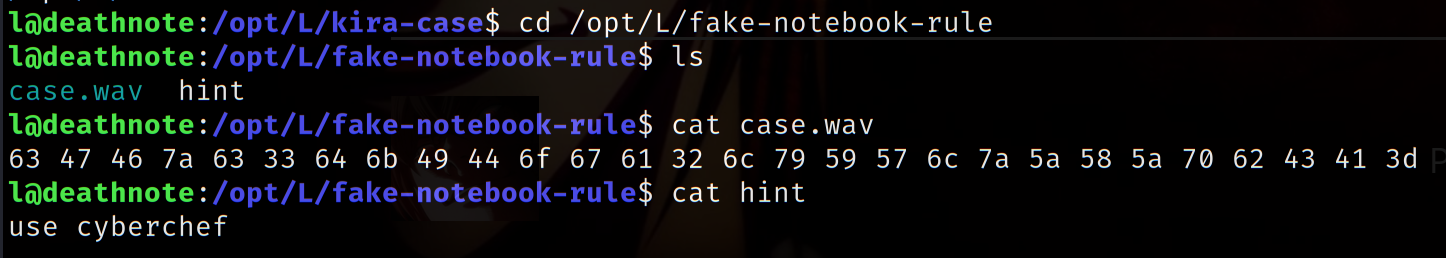 l@deathnote:/opt/L/kira-case$ cd /opt/L/fake-notebook-rule
l@deathnote:/opt/L/fake-notebook-rule$ ls
case.wav  hint
l@deathnote:/opt/L/fake-notebook-rule$ cat case.wav
63 47 46 7a 63 33 64 6b 49 44 6f 67 61 32 6c 79 59 57 6c 7a 5a 58 5a 70 62 43 41 3d
l@deathnote:/opt/L/fake-notebook-rule$ cat hint
use cyberchef